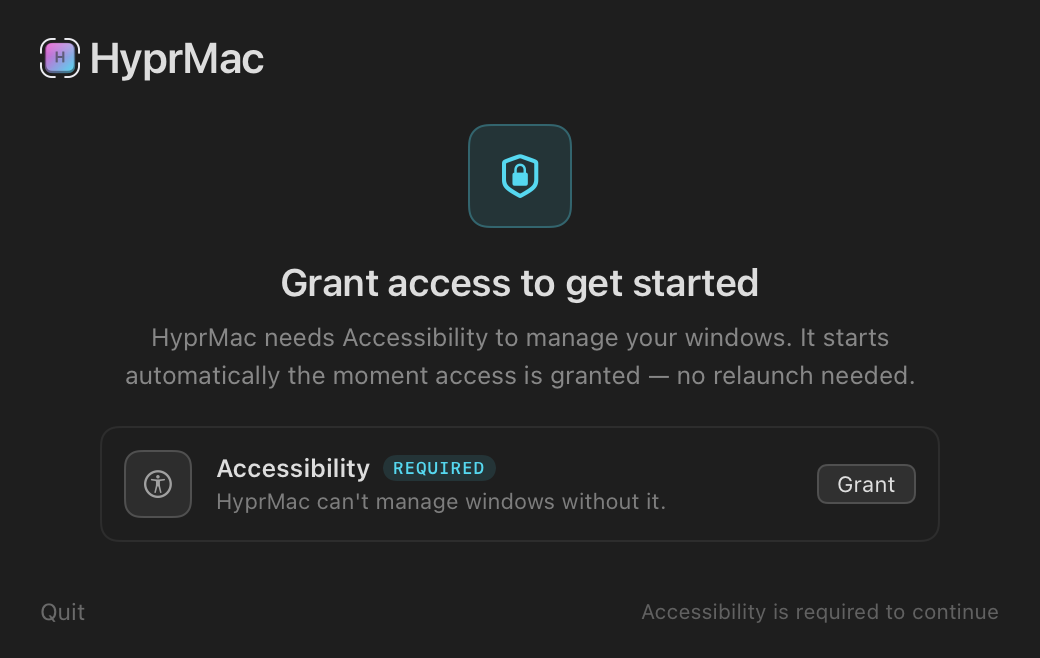 H HyprMac
Grant access to get started
HyprMac needs Accessibility to manage your windows. It starts
automatically the moment access is granted — no relaunch needed.
Accessibility REQUIRED
HyprMac can't manage windows without it.
Grant
Quit
Accessibility is required to continue